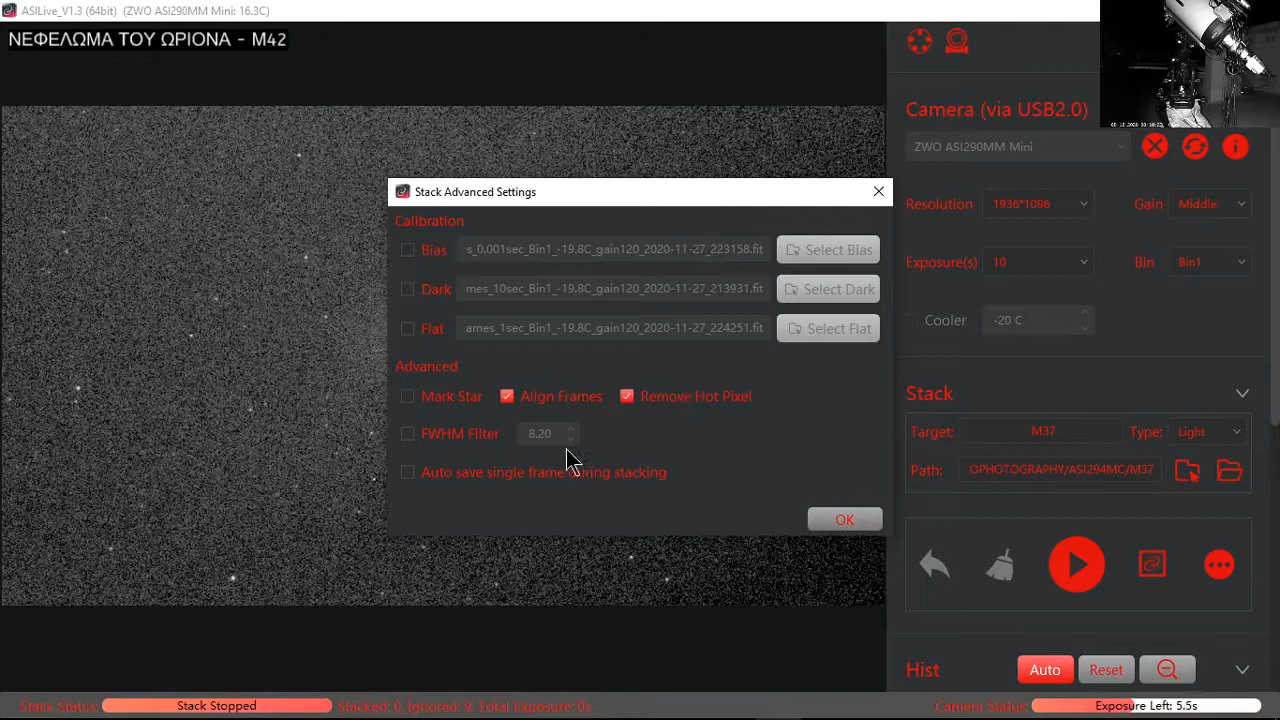 ASILive_V1.3 (64bit) (ZWO ASI290MM Mini: 16.3C)
ΝΕΦΕΛΩΜΑ ΤΟΥ ΩΡΙΟΝΑ - M42
Stack Advanced Settings
Calibration
Bias s_0.001sec_Bin1_-19.8C_gain120_2020-11-27_223158.fit Select Bias
Dark mes_10sec_Bin1_-19.8C_gain120_2020-11-27_213931.fit Select Dark
Flat ames_1sec_Bin1_-19.8C_gain120_2020-11-27_224251.fit Select Flat
Advanced
Mark Star Align Frames Remove Hot Pixel
FWHM Filter 8.20
Auto save single frame during stacking
OK
Camera (via USB2.0)
ZWO ASI290MM Mini
Resolution 1936*1096 Gain Middle
Exposure(s) 10 Bin Bin1
Cooler -20 C
Stack
Target: M37 Type: Light
Path: OPHOTOGRAPHY/ASI294MC/M37
Hist Auto Reset
Stack Status: Stack Stopped Stacked: 0, Ignored: 9, Total Exposure: 0s Camera Status: Exposure Left: 5.5s